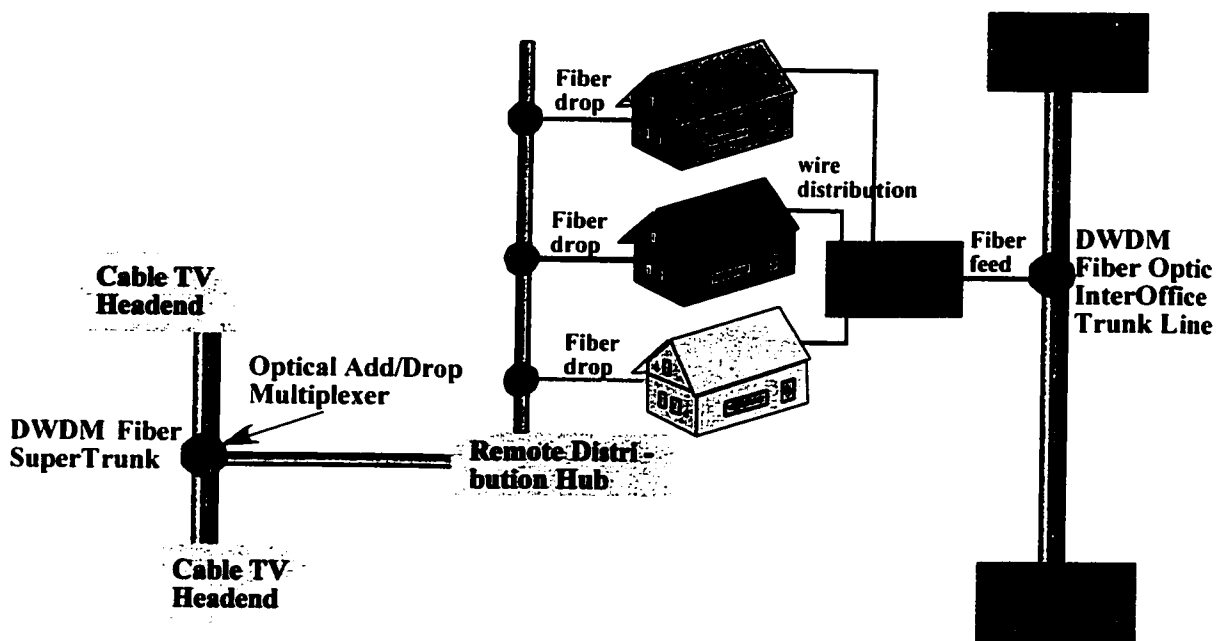 Cable TV
Headend
Optical Add/Drop
Multiplexer
DWDM Fiber
SuperTrunk
Cable TV
Headend
Remote Distri-
bution Hub
Fiber
drop
Fiber
drop
Fiber
drop
wire
distribution
Fiber
feed
DWDM
Fiber Optic
InterOffice
Trunk Line